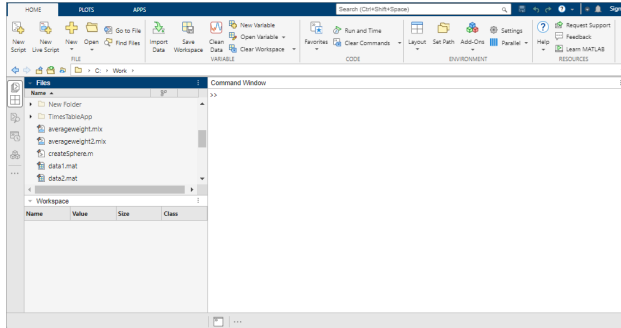 HOME PLOTS APPS Search (Ctrl+Shift+Space)
New Script
New Live Script
New
Open
Go to File
Find Files
Import Data
Save Workspace
Clean Data
New Variable
Open Variable
Clear Workspace
Favorites
Run and Time
Clear Commands
Layout
Set Path
Add-Ons
Settings
Parallel
Help
Request Support
Feedback
Learn MATLAB
FILE VARIABLE CODE ENVIRONMENT RESOURCES
C: › Work ›
Files
Name
New Folder
TimesTableApp
averageweight.mlx
averageweight2.mlx
createSphere.m
data1.mat
data2.mat
Workspace
Name Value Size Class
Command Window
>>